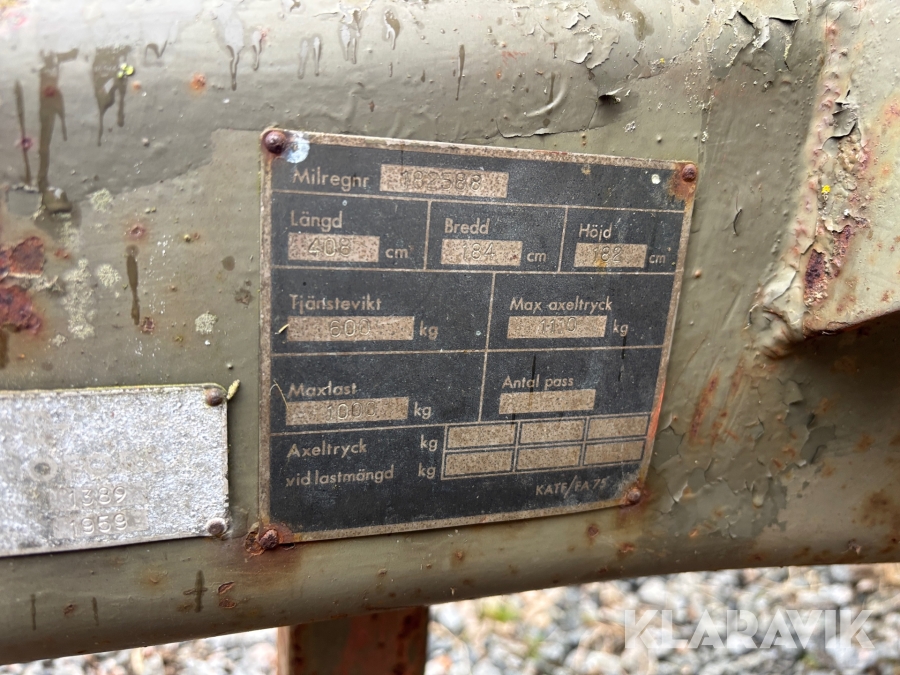 Milregnr 182588
Längd Bredd Höjd
408 cm 184 cm 182 cm
Tjänstevikt Max axeltryck
600 kg 1110 kg
Maxlast Antal pass
1000 kg
Axeltryck kg
vid lastmängd kg
KATF/FA 75
1389
1959
KLARAVIK